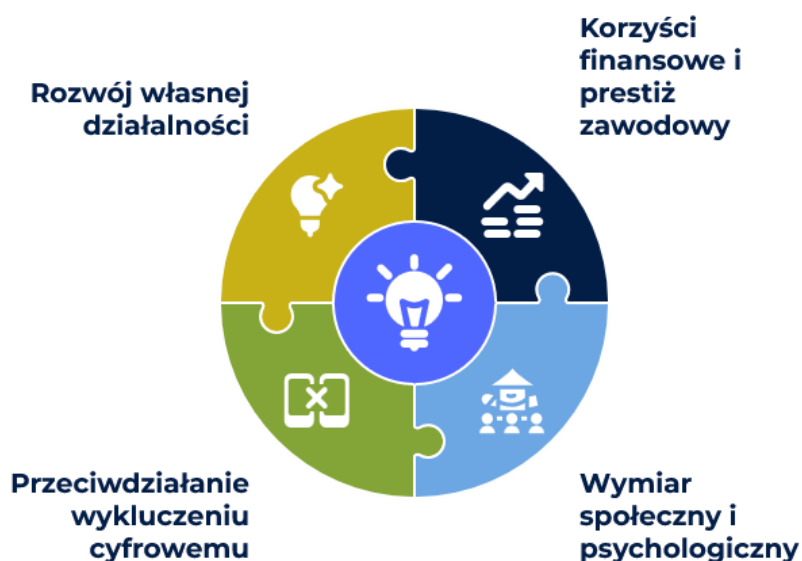 Rozwój własnej
działalności
Korzyści
finansowe i
prestiż
zawodowy
Przeciwdziałanie
wykluczeniu
cyfrowemu
Wymiar
społeczny i
psychologiczny